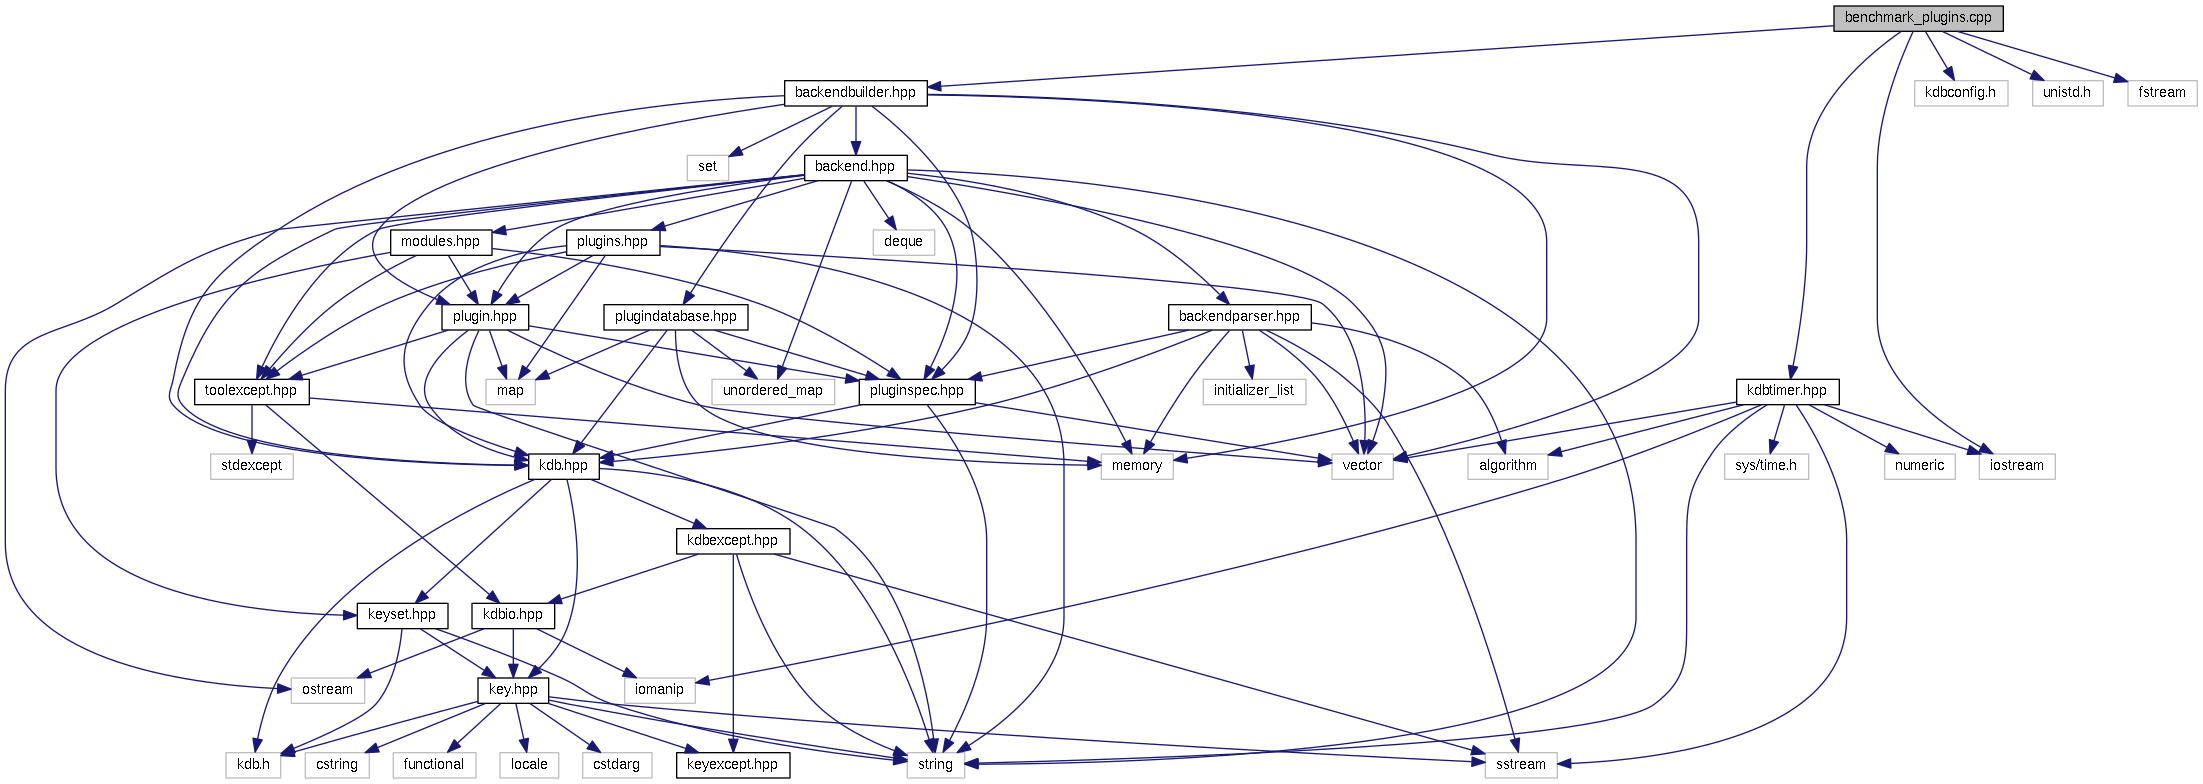 benchmark_plugins.cpp
backendbuilder.hpp
kdbconfig.h
unistd.h
fstream
set
backend.hpp
modules.hpp
plugins.hpp
deque
plugin.hpp
plugindatabase.hpp
backendparser.hpp
toolexcept.hpp
map
unordered_map
pluginspec.hpp
initializer_list
kdbtimer.hpp
stdexcept
kdb.hpp
memory
vector
algorithm
sys/time.h
numeric
iostream
kdbexcept.hpp
keyset.hpp
kdbio.hpp
ostream
key.hpp
iomanip
kdb.h
cstring
functional
locale
cstdarg
keyexcept.hpp
string
sstream